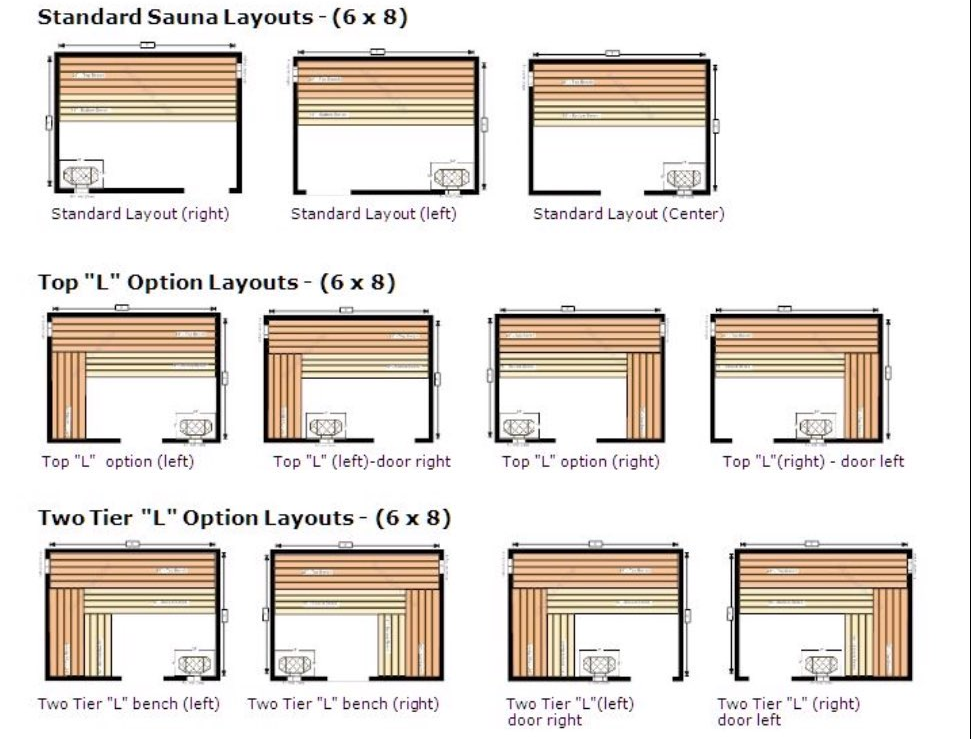 Standard Sauna Layouts - (6 x 8)
Standard Layout (right)
Standard Layout (left)
Standard Layout (Center)
Top "L" Option Layouts - (6 x 8)
Top "L" option (left)
Top "L" (left)-door right
Top "L" option (right)
Top "L"(right) - door left
Two Tier "L" Option Layouts - (6 x 8)
Two Tier "L" bench (left)
Two Tier "L" bench (right)
Two Tier "L"(left)
door right
Two Tier "L" (right)
door left